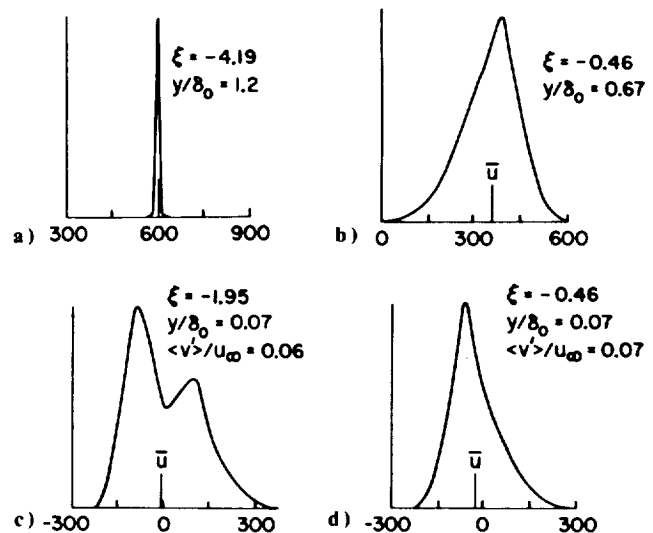 ξ = -4.19
y/δ₀ = 1.2
a) 300 600 900
ξ = -0.46
y/δ₀ = 0.67
ū
b) 0 300 600
ξ = -1.95
y/δ₀ = 0.07
<v'>/u∞ = 0.06
ū
c) -300 0 300
ξ = -0.46
y/δ₀ = 0.07
<v'>/u∞ = 0.07
ū
d) -300 0 300